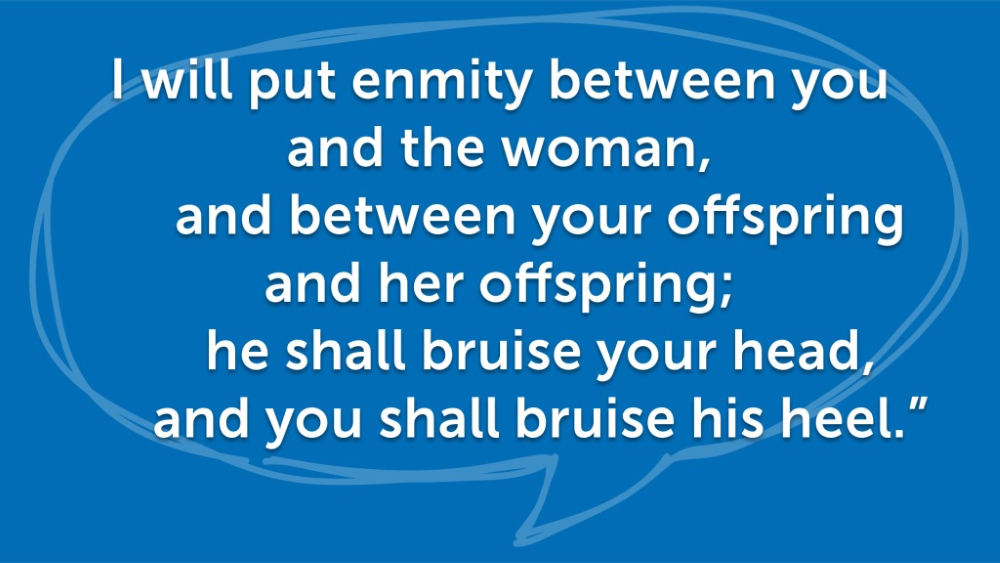 I will put enmity between you
and the woman,
and between your offspring
and her offspring;
he shall bruise your head,
and you shall bruise his heel.”